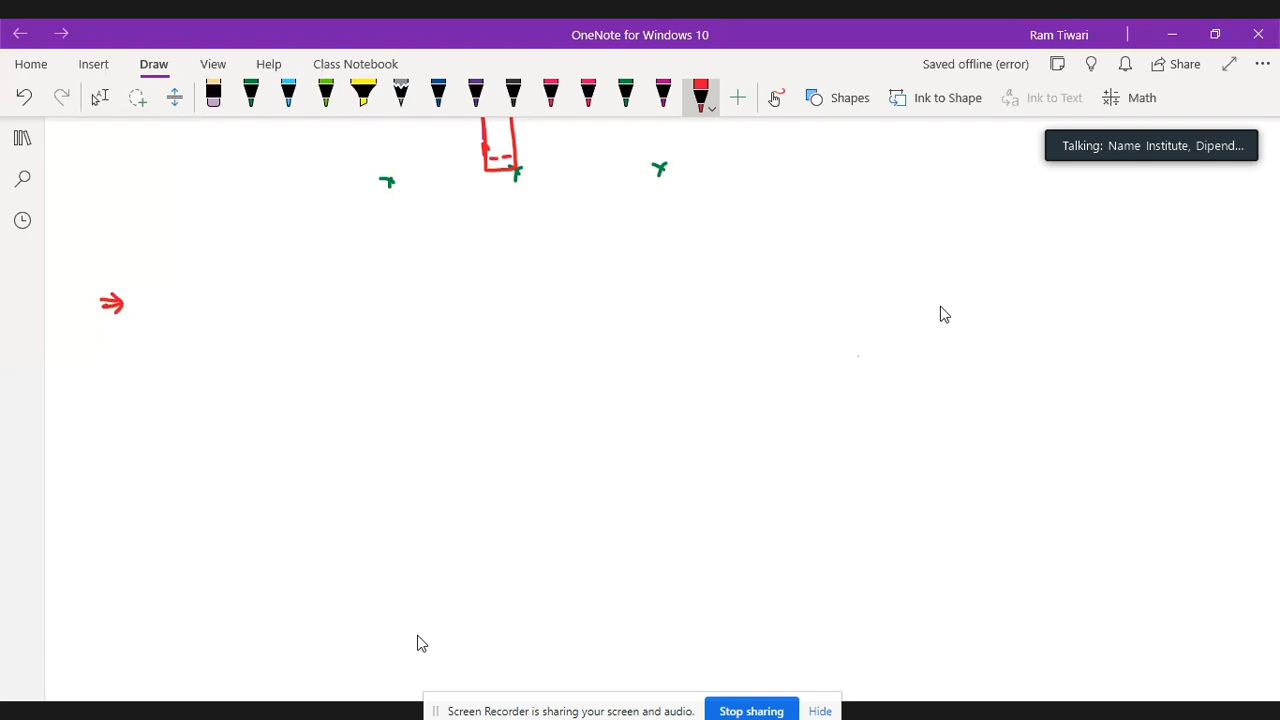 OneNote for Windows 10
Ram Tiwari
Home Insert Draw View Help Class Notebook
Saved offline (error)
Share
Shapes
Ink to Shape
Ink to Text
Math
Talking: Name Institute, Dipend...
Screen Recorder is sharing your screen and audio.
Stop sharing
Hide